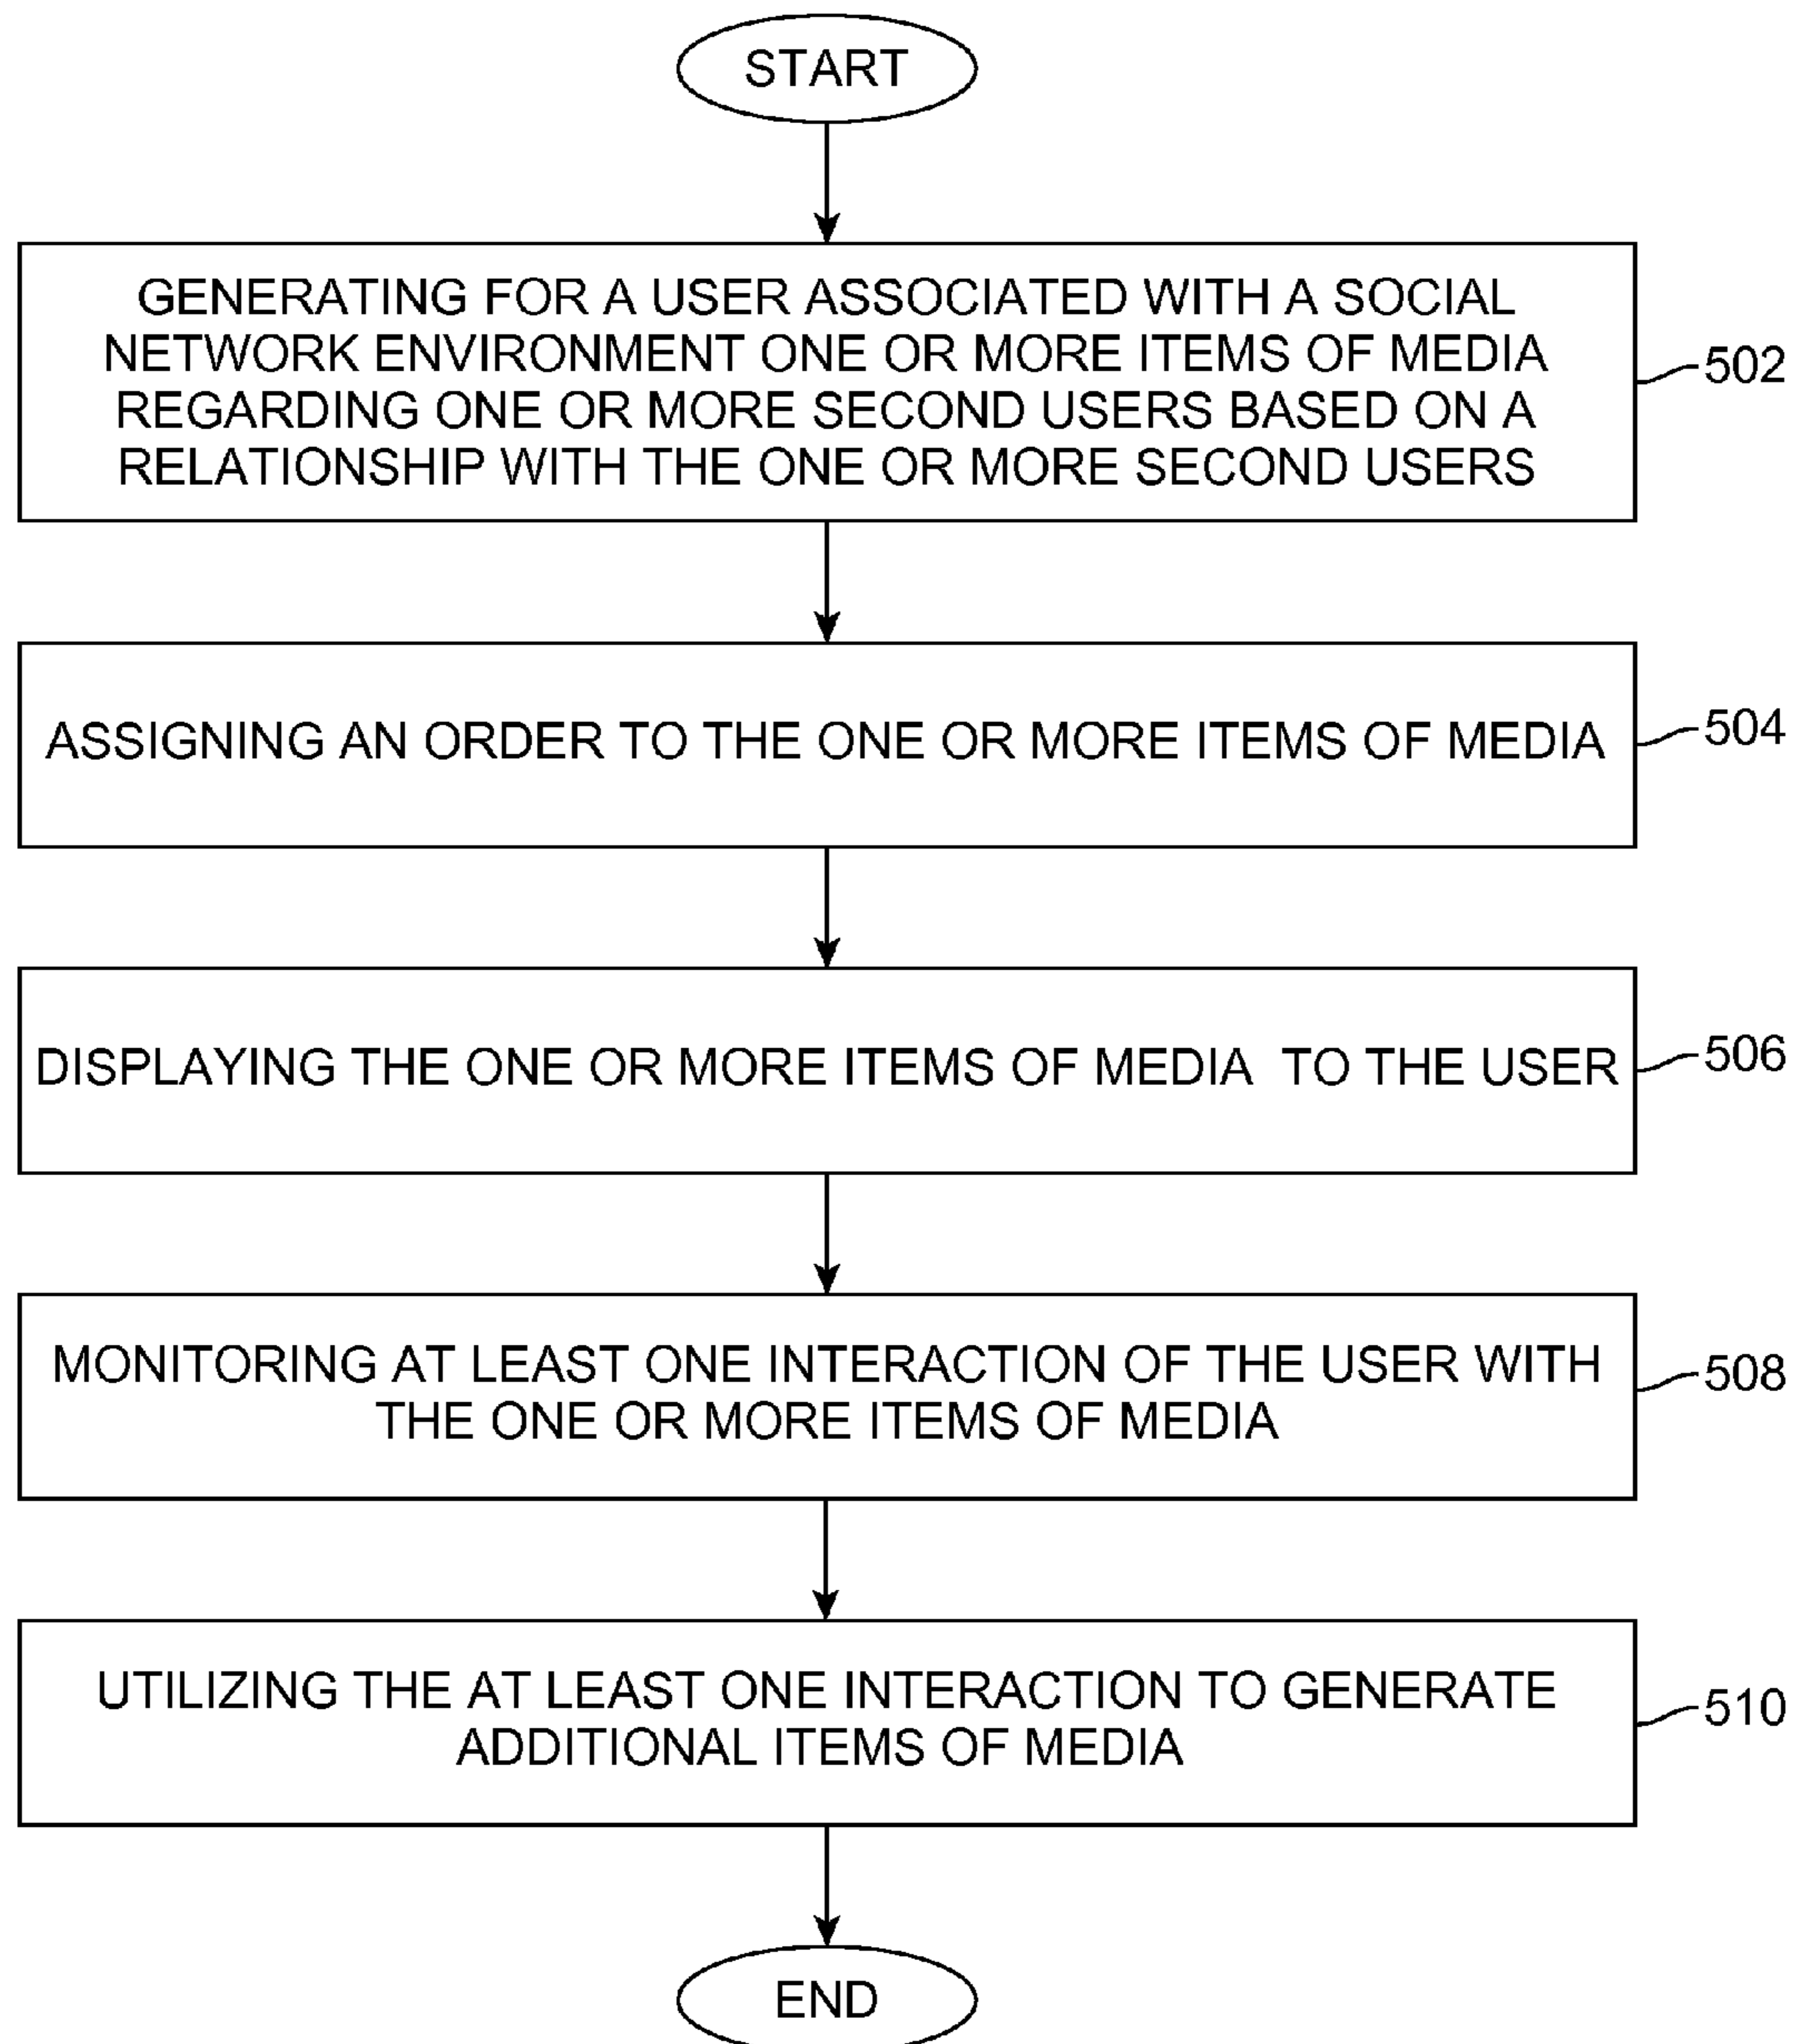 START
GENERATING FOR A USER ASSOCIATED WITH A SOCIAL
NETWORK ENVIRONMENT ONE OR MORE ITEMS OF MEDIA
REGARDING ONE OR MORE SECOND USERS BASED ON A
RELATIONSHIP WITH THE ONE OR MORE SECOND USERS
502
ASSIGNING AN ORDER TO THE ONE OR MORE ITEMS OF MEDIA
504
DISPLAYING THE ONE OR MORE ITEMS OF MEDIA TO THE USER
506
MONITORING AT LEAST ONE INTERACTION OF THE USER WITH
THE ONE OR MORE ITEMS OF MEDIA
508
UTILIZING THE AT LEAST ONE INTERACTION TO GENERATE
ADDITIONAL ITEMS OF MEDIA
510
END